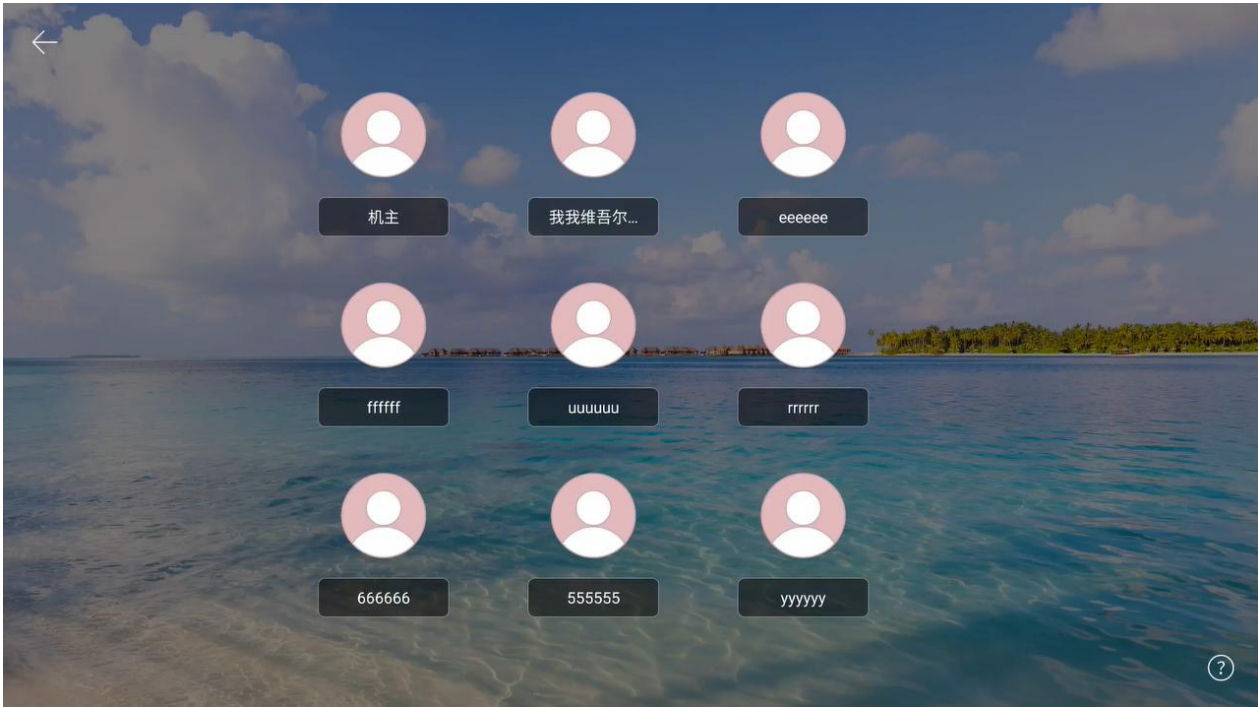 机主
我我维吾尔...
eeeeee
ffffff
uuuuuu
rrrrrr
666666
555555
yyyyyy
?